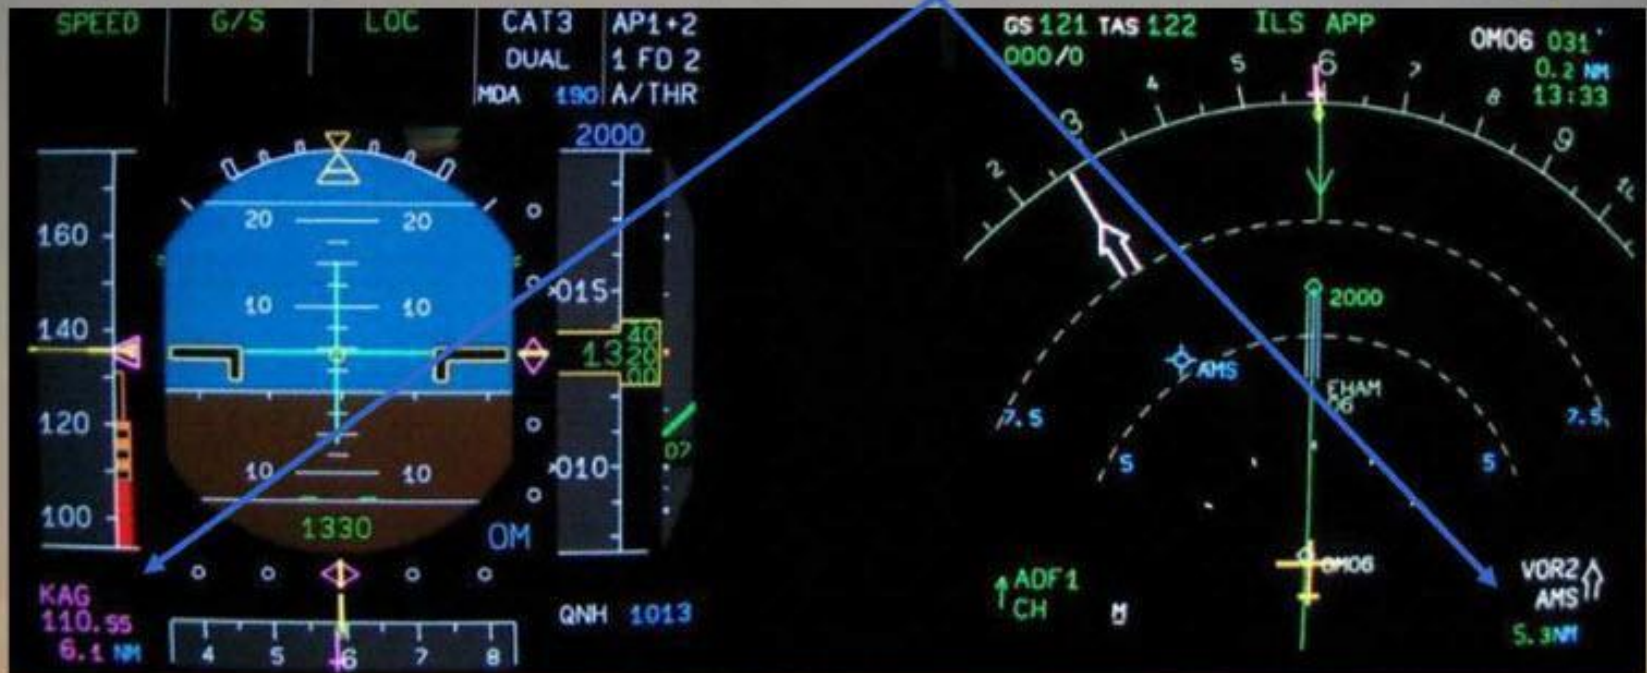 SPEED G/S LOC CAT3 AP1+2
DUAL 1 FD 2
MDA 190 A/THR
2000
20 20
10 10
10 10
1330
160
140
120
100
015
13 40
20
00
010
07
OM
KAG
110.55
6.1 NM
4 5 6 7 8
QNH 1013
GS 121 TAS 122 ILS APP OM06 031°
000/0 0.2 NM
13:33
2 3 4 5 6 7 8 9
2000
AMS
EHAM
06
7.5 7.5
5 5
OM06
ADF1
CH
M
VOR2
AMS
5.3NM